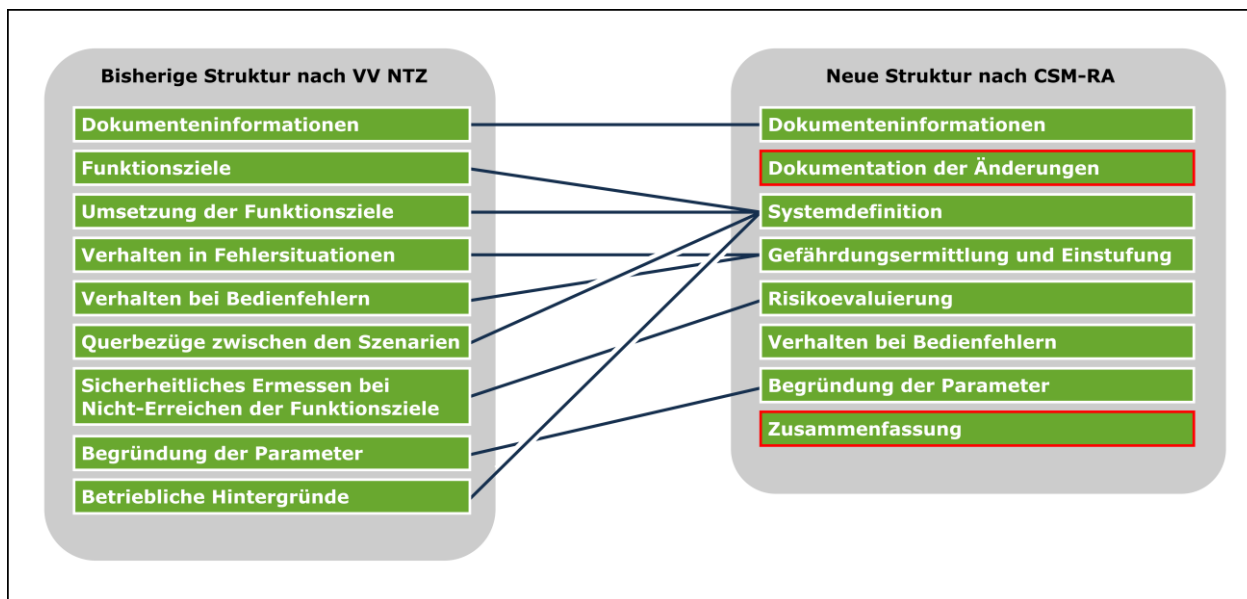 Bisherige Struktur nach VV NTZ
Dokumenteninformationen
Funktionsziele
Umsetzung der Funktionsziele
Verhalten in Fehlersituationen
Verhalten bei Bedienfehlern
Querbezüge zwischen den Szenarien
Sicherheitliches Ermessen bei
Nicht-Erreichen der Funktionsziele
Begründung der Parameter
Betriebliche Hintergründe
Neue Struktur nach CSM-RA
Dokumenteninformationen
Dokumentation der Änderungen
Systemdefinition
Gefährdungsermittlung und Einstufung
Risikoevaluierung
Verhalten bei Bedienfehlern
Begründung der Parameter
Zusammenfassung